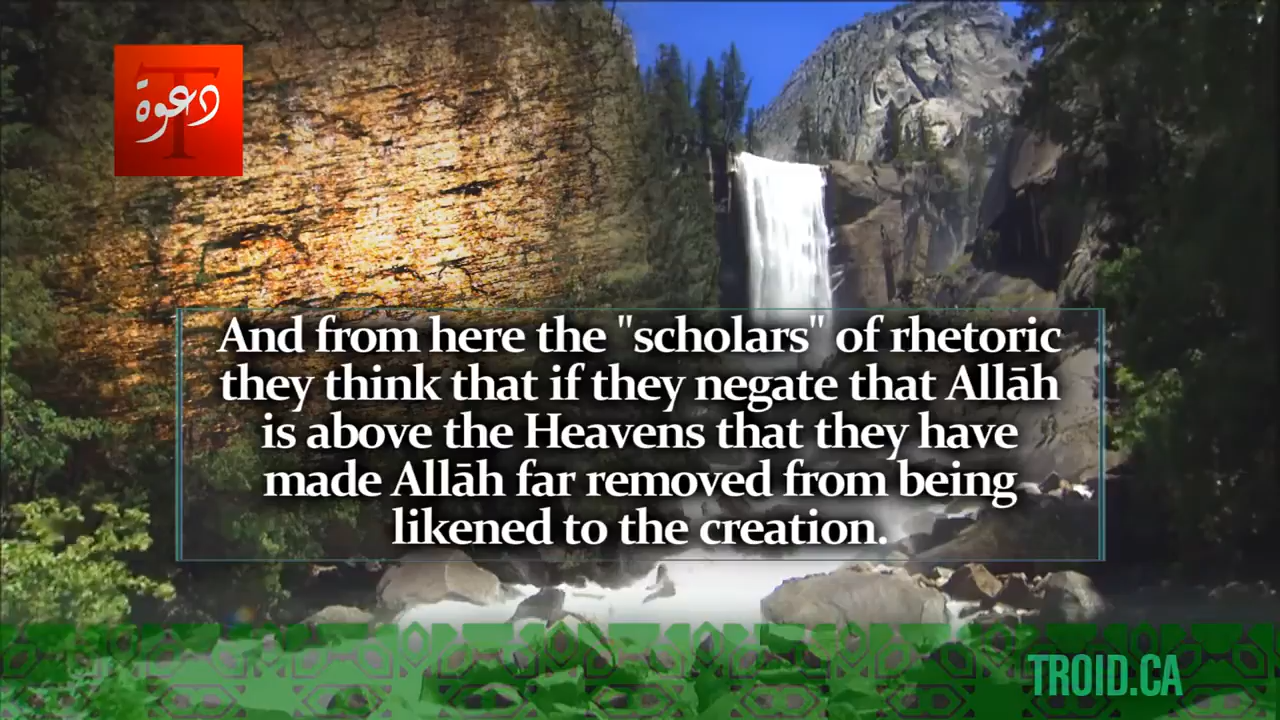 دعوة
T
And from here the "scholars" of rhetoric
they think that if they negate that Allāh
is above the Heavens that they have
made Allāh far removed from being
likened to the creation.
TROID.CA